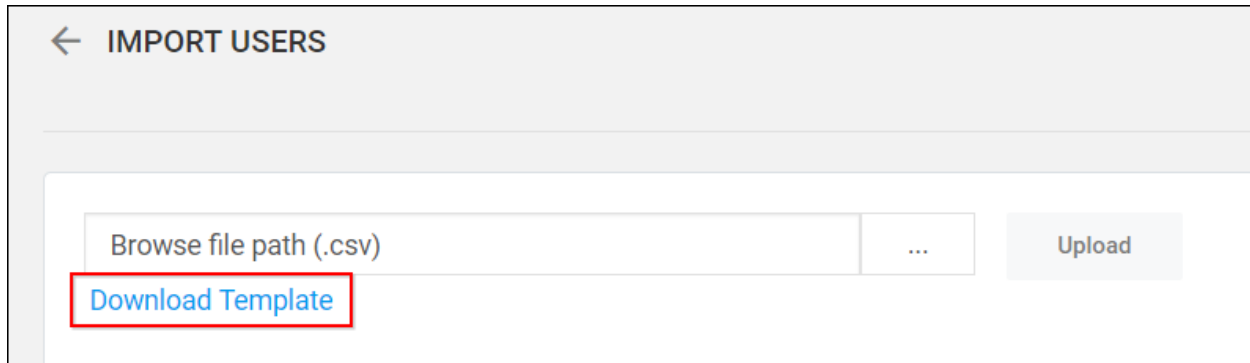 IMPORT USERS
Browse file path (.csv)
...
Upload
Download Template